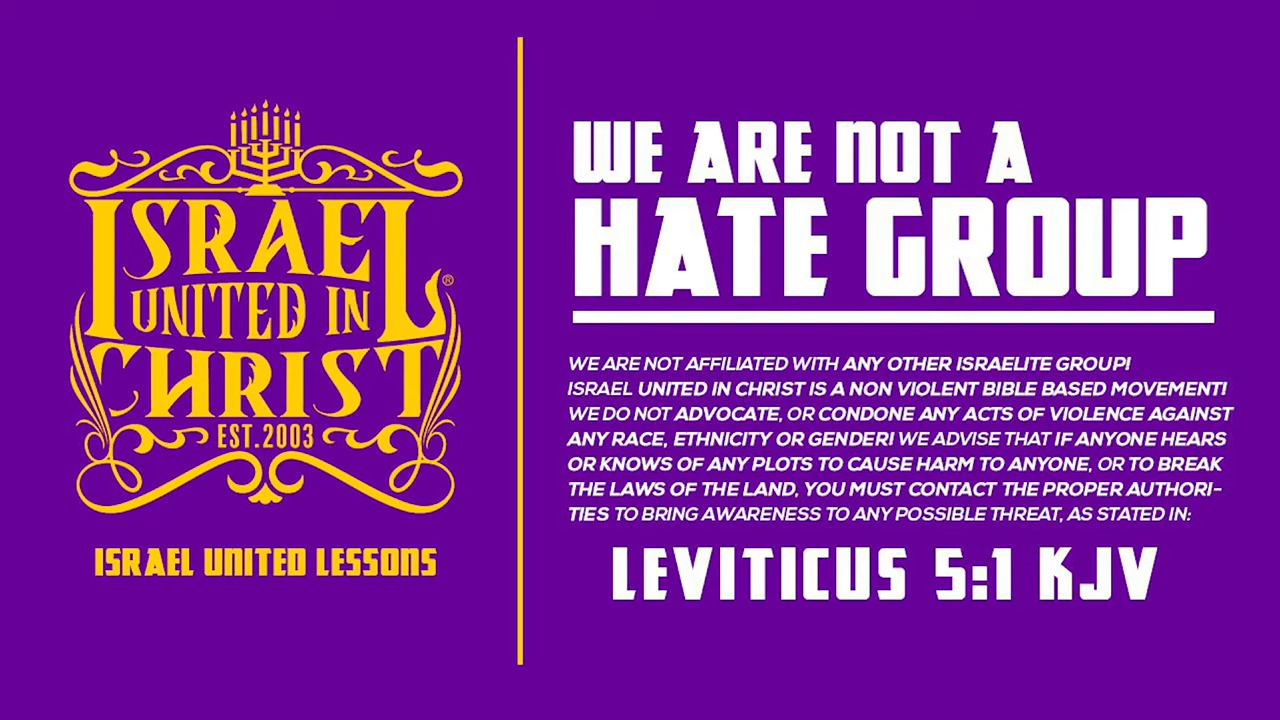 ISRAEL
UNITED IN
CHRIST
®
EST.2003
ISRAEL UNITED LESSONS
WE ARE NOT A
HATE GROUP
WE ARE NOT AFFILIATED WITH ANY OTHER ISRAELITE GROUP!
ISRAEL UNITED IN CHRIST IS A NON VIOLENT BIBLE BASED MOVEMENT!
WE DO NOT ADVOCATE, OR CONDONE ANY ACTS OF VIOLENCE AGAINST
ANY RACE, ETHNICITY OR GENDER! WE ADVISE THAT IF ANYONE HEARS
OR KNOWS OF ANY PLOTS TO CAUSE HARM TO ANYONE, OR TO BREAK
THE LAWS OF THE LAND, YOU MUST CONTACT THE PROPER AUTHORI-
TIES TO BRING AWARENESS TO ANY POSSIBLE THREAT, AS STATED IN:
LEVITICUS 5:1 KJV